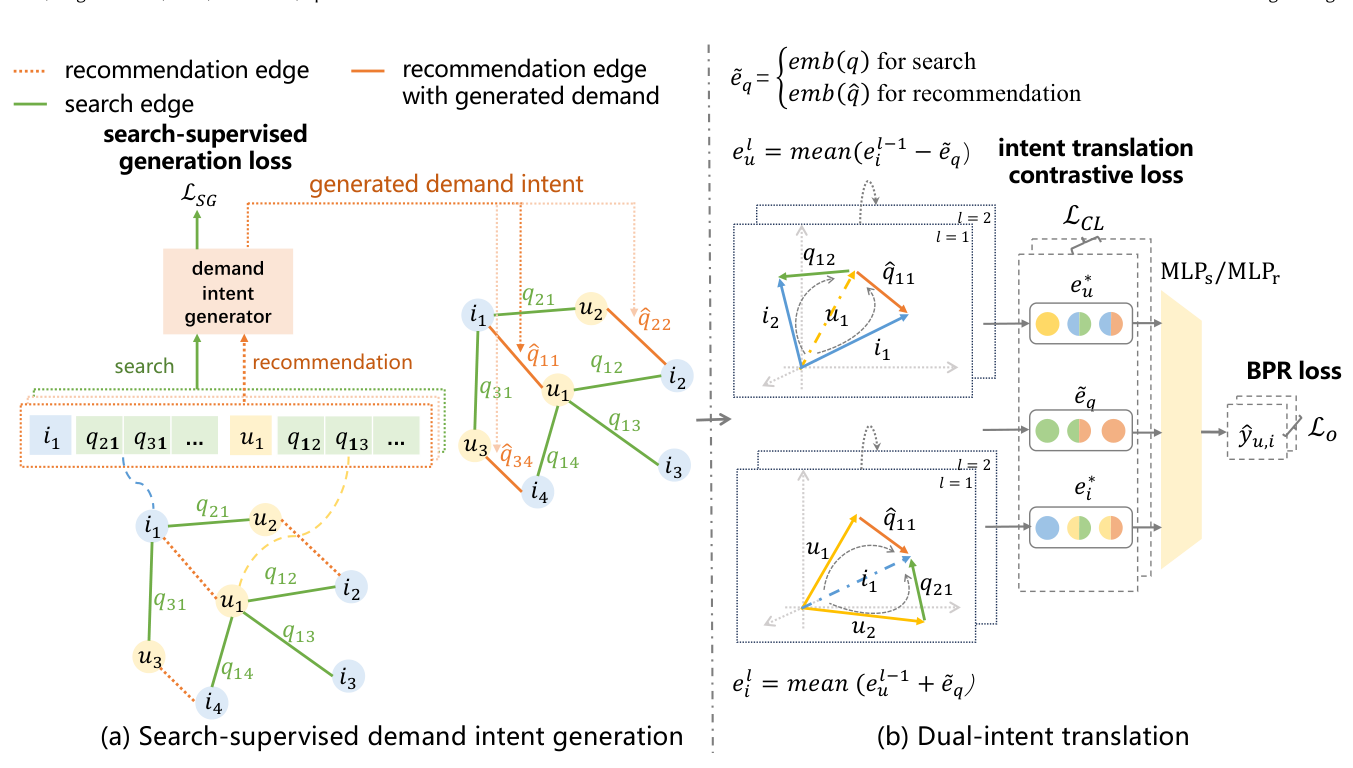 recommendation edge
search edge
recommendation edge
with generated demand
search-supervised
generation loss
ℒ_SG
generated demand intent
demand
intent
generator
search
recommendation
i₁ q₂₁ q₃₁ ... u₁ q₁₂ q₁₃ ...
i₁ q₂₁ u₂
q₃₁ u₁ q₁₂ i₂
q₁₃
u₃ q₁₄ i₃
i₄
i₁ q₂₁ u₂
q̂₂₂
q̂₁₁
q₁₂ i₂
q₃₁ u₁
q₁₃
u₃ q̂₃₄ q₁₄ i₃
i₄
(a) Search-supervised demand intent generation
ẽ_q = { emb(q) for search
emb(q̂) for recommendation
e_u^l = mean(e_i^{l−1} − ẽ_q)
l = 2
l = 1
q₁₂ q̂₁₁
i₂ u₁ i₁
l = 2
l = 1
q̂₁₁
u₁ i₁ q₂₁
u₂
e_i^l = mean (e_u^{l−1} + ẽ_q)
intent translation
contrastive loss
ℒ_CL
e_u^*
ẽ_q
e_i^*
MLP_s/MLP_r
BPR loss
ŷ_{u,i} ℒ_O
(b) Dual-intent translation